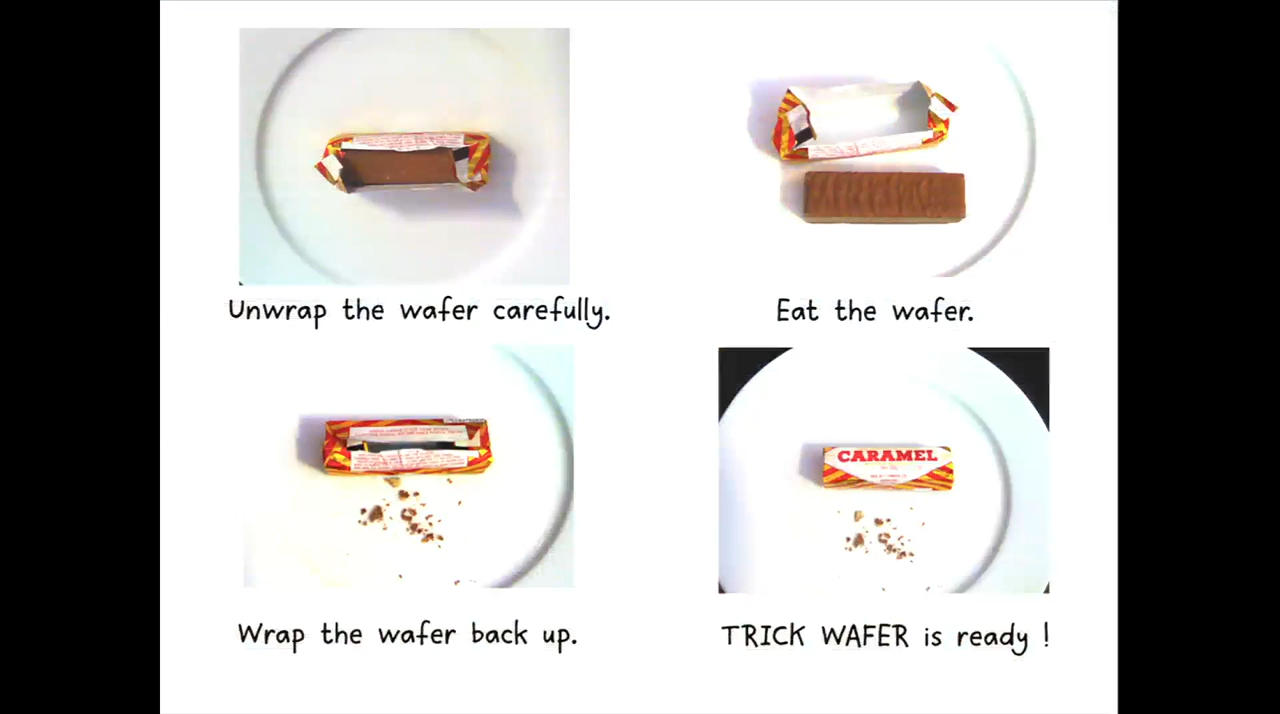 Unwrap the wafer carefully.
Eat the wafer.
Wrap the wafer back up.
CARAMEL
TRICK WAFER is ready !